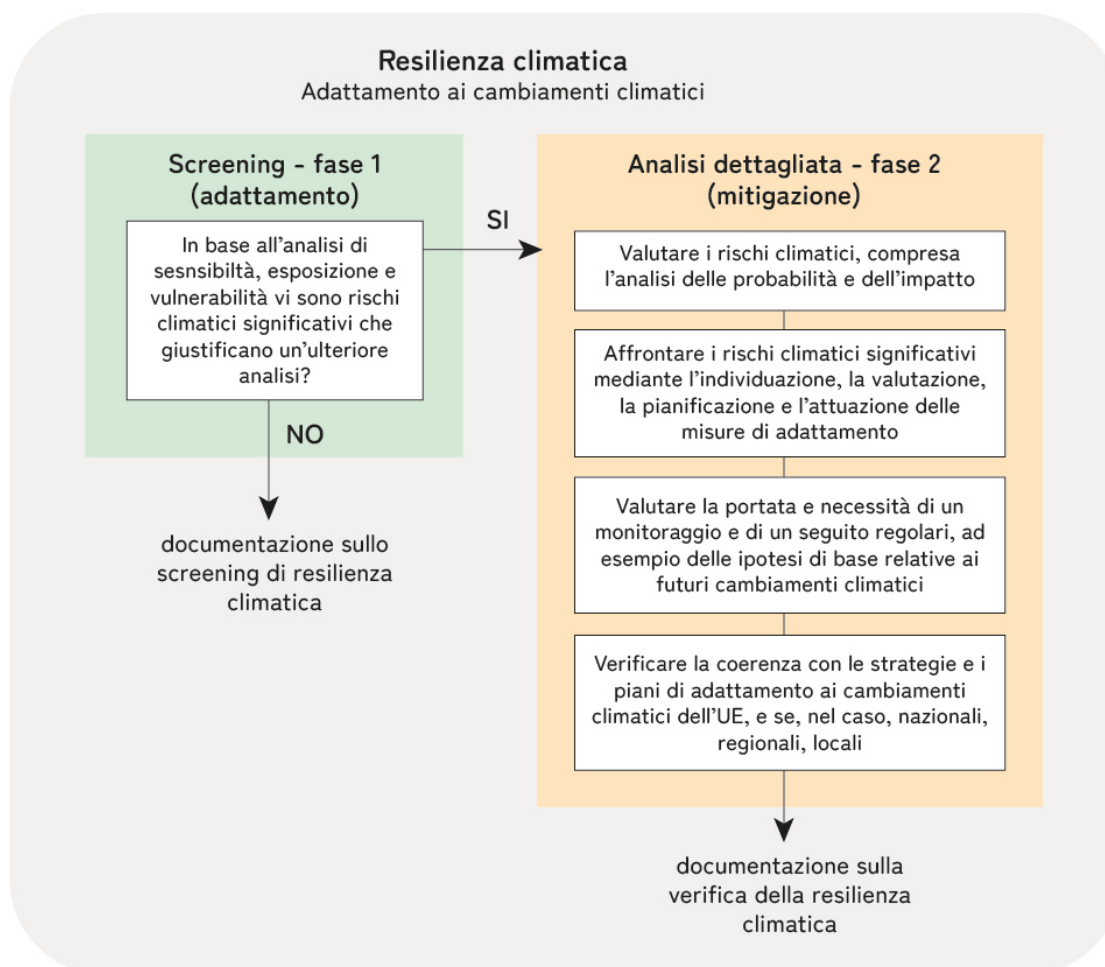 Resilienza climatica
Adattamento ai cambiamenti climatici
Screening - fase 1
(adattamento)
In base all'analisi di
sesnsibiltà, esposizione e
vulnerabilità vi sono rischi
climatici significativi che
giustificano un'ulteriore
analisi?
SI
NO
documentazione sullo
screening di resilienza
climatica
Analisi dettagliata - fase 2
(mitigazione)
Valutare i rischi climatici, compresa
l'analisi delle probabilità e dell'impatto
Affrontare i rischi climatici significativi
mediante l'individuazione, la valutazione,
la pianificazione e l'attuazione delle
misure di adattamento
Valutare la portata e necessità di un
monitoraggio e di un seguito regolari, ad
esempio delle ipotesi di base relative ai
futuri cambiamenti climatici
Verificare la coerenza con le strategie e i
piani di adattamento ai cambiamenti
climatici dell'UE, e se, nel caso, nazionali,
regionali, locali
documentazione sulla
verifica della resilienza
climatica